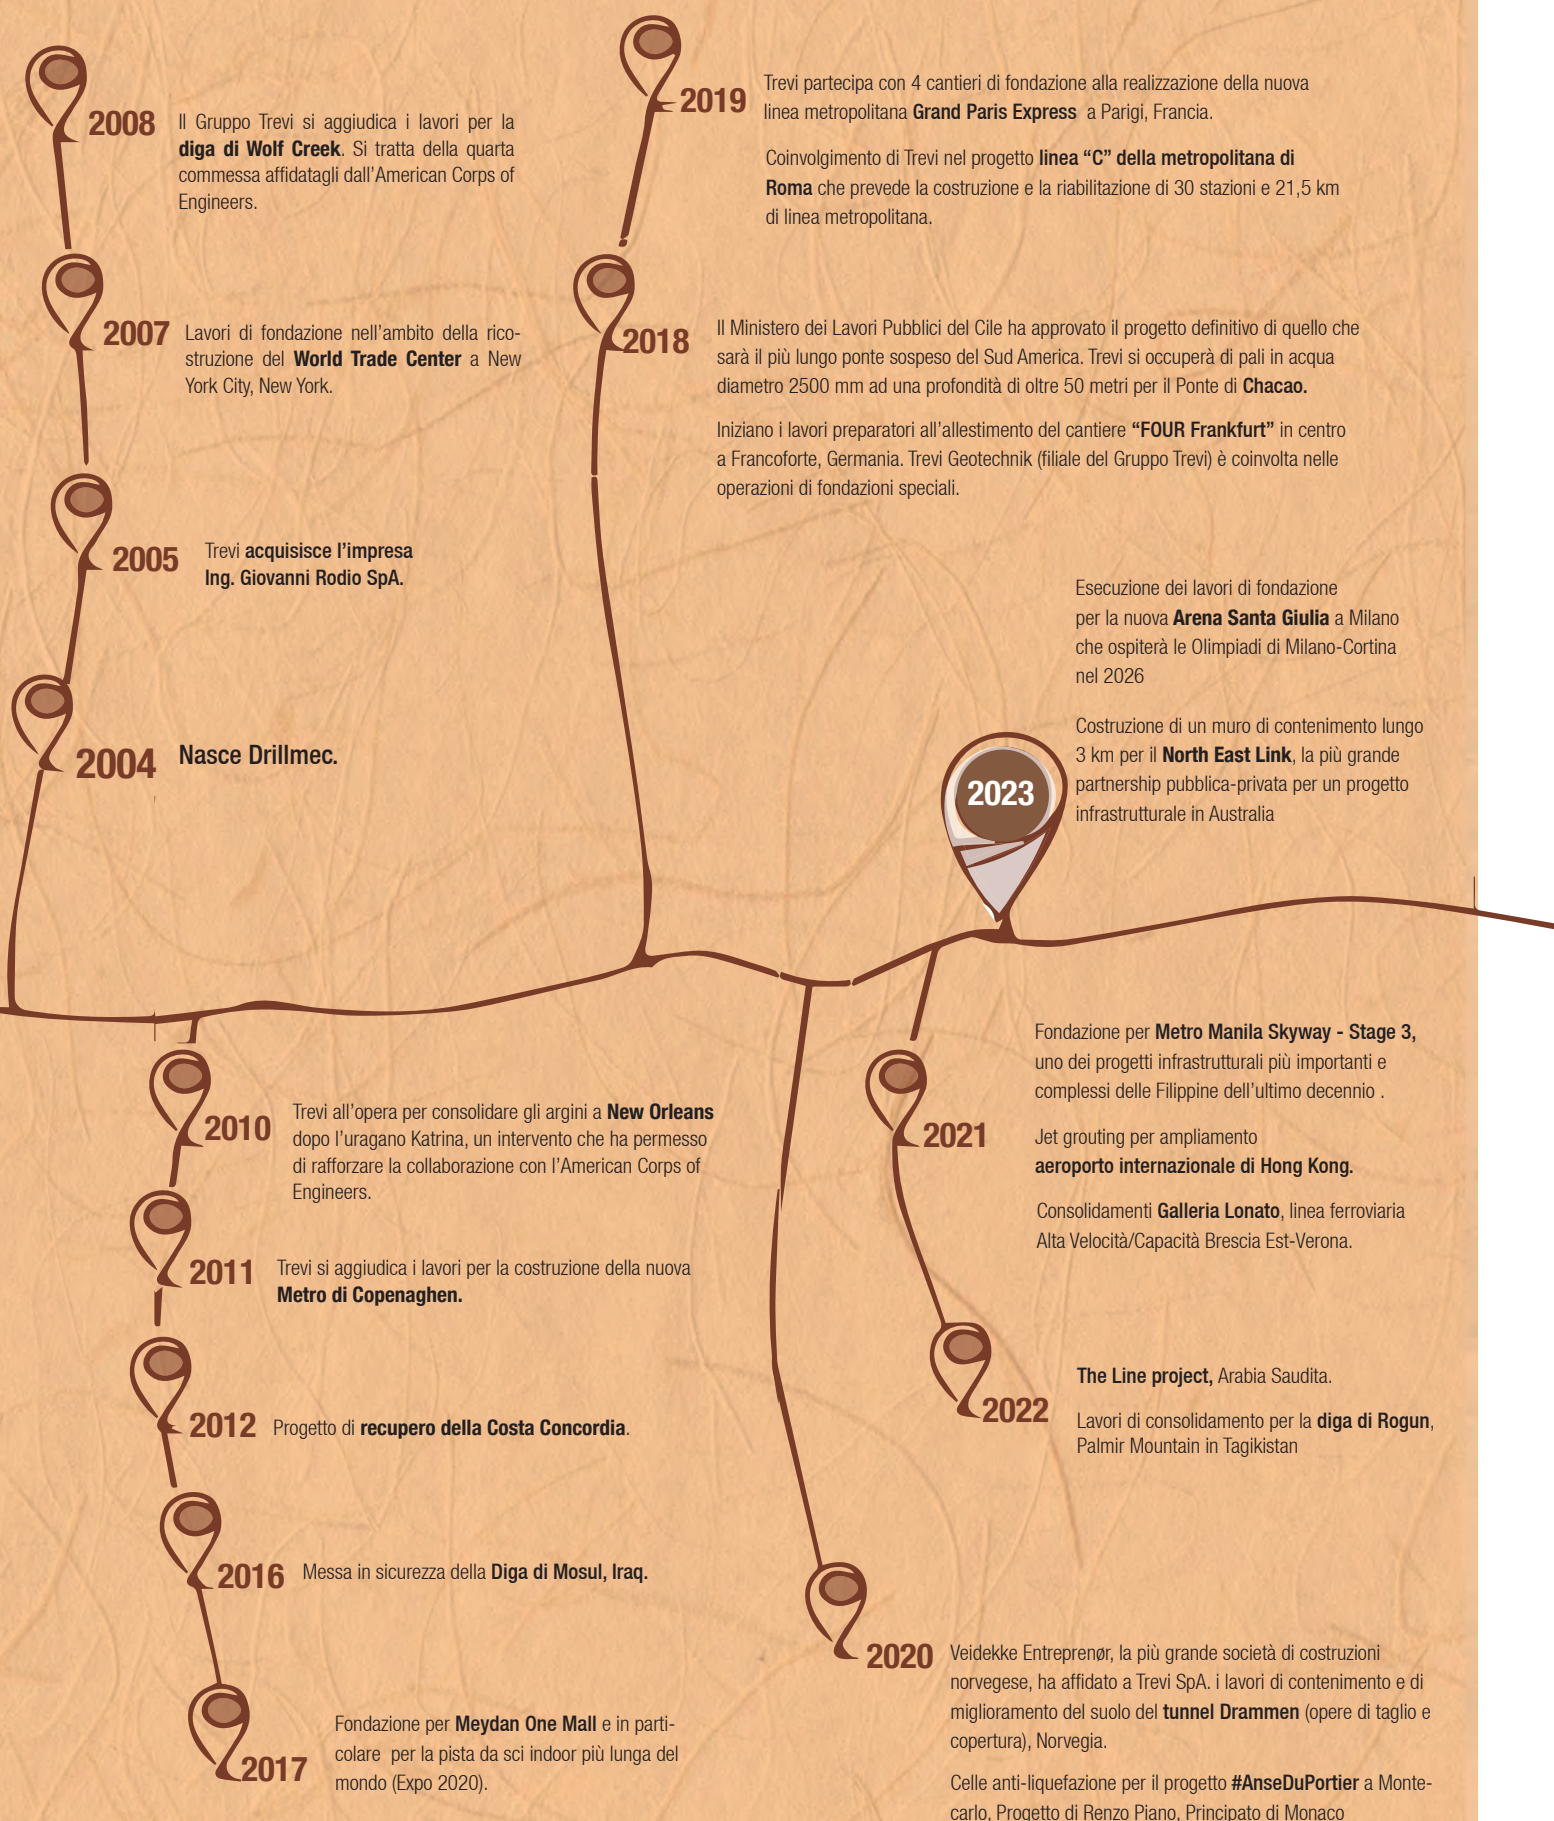 2008
Il Gruppo Trevi si aggiudica i lavori per la
diga di Wolf Creek. Si tratta della quarta
commessa affidatagli dall'American Corps of
Engineers.
2007
Lavori di fondazione nell'ambito della rico-
struzione del World Trade Center a New
York City, New York.
2005
Trevi acquisisce l'impresa
Ing. Giovanni Rodio SpA.
2004
Nasce Drillmec.
2010
Trevi all'opera per consolidare gli argini a New Orleans
dopo l'uragano Katrina, un intervento che ha permesso
di rafforzare la collaborazione con l'American Corps of
Engineers.
2011
Trevi si aggiudica i lavori per la costruzione della nuova
Metro di Copenaghen.
2012
Progetto di recupero della Costa Concordia.
2016
Messa in sicurezza della Diga di Mosul, Iraq.
2017
Fondazione per Meydan One Mall e in parti-
colare per la pista da sci indoor più lunga del
mondo (Expo 2020).
2019
Trevi partecipa con 4 cantieri di fondazione alla realizzazione della nuova
linea metropolitana Grand Paris Express a Parigi, Francia.
Coinvolgimento di Trevi nel progetto linea “C” della metropolitana di
Roma che prevede la costruzione e la riabilitazione di 30 stazioni e 21,5 km
di linea metropolitana.
2018
Il Ministero dei Lavori Pubblici del Cile ha approvato il progetto definitivo di quello che
sarà il più lungo ponte sospeso del Sud America. Trevi si occuperà di pali in acqua
diametro 2500 mm ad una profondità di oltre 50 metri per il Ponte di Chacao.
Iniziano i lavori preparatori all'allestimento del cantiere “FOUR Frankfurt” in centro
a Francoforte, Germania. Trevi Geotechnik (filiale del Gruppo Trevi) è coinvolta nelle
operazioni di fondazioni speciali.
2023
Esecuzione dei lavori di fondazione
per la nuova Arena Santa Giulia a Milano
che ospiterà le Olimpiadi di Milano-Cortina
nel 2026
Costruzione di un muro di contenimento lungo
3 km per il North East Link, la più grande
partnership pubblica-privata per un progetto
infrastrutturale in Australia
2021
Fondazione per Metro Manila Skyway - Stage 3,
uno dei progetti infrastrutturali più importanti e
complessi delle Filippine dell'ultimo decennio .
Jet grouting per ampliamento
aeroporto internazionale di Hong Kong.
Consolidamenti Galleria Lonato, linea ferroviaria
Alta Velocità/Capacità Brescia Est-Verona.
2022
The Line project, Arabia Saudita.
Lavori di consolidamento per la diga di Rogun,
Palmir Mountain in Tagikistan
2020
Veidekke Entreprenør, la più grande società di costruzioni
norvegese, ha affidato a Trevi SpA. i lavori di contenimento e di
miglioramento del suolo del tunnel Drammen (opere di taglio e
copertura), Norvegia.
Celle anti-liquefazione per il progetto #AnseDuPortier a Monte-
carlo, Progetto di Renzo Piano, Principato di Monaco